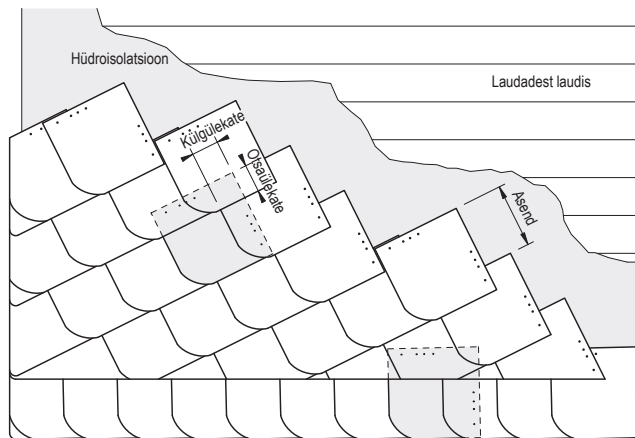 Hüdroisolatsioon
Laudadest laudis
Külgülekate
Otsaülekate
Asend